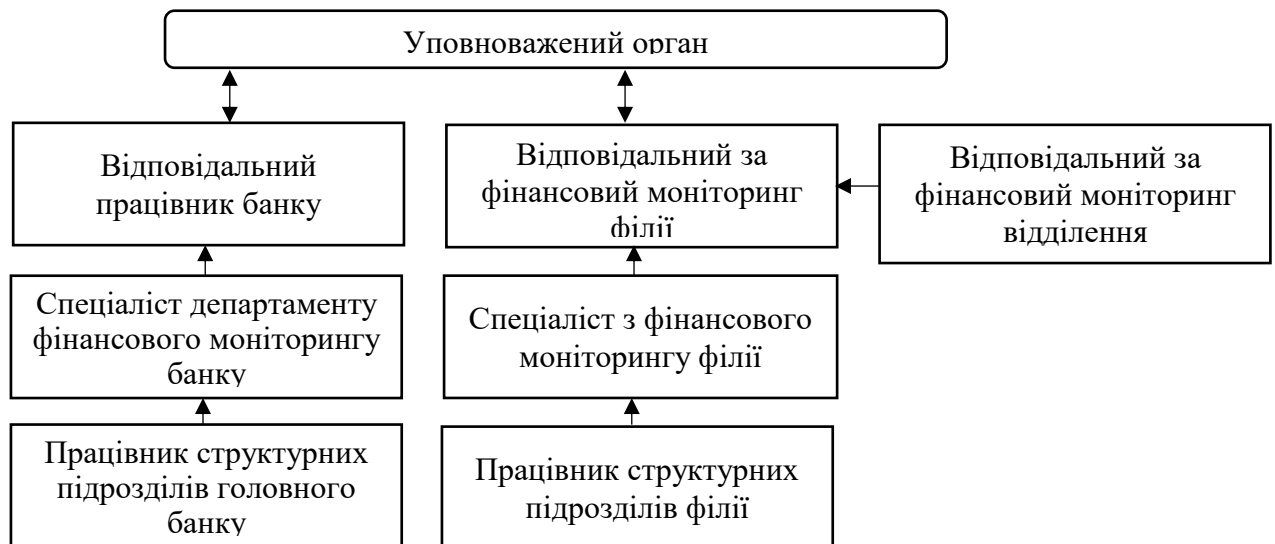 Уповноважений орган
Відповідальний
працівник банку
Відповідальний за
фінансовий моніторинг
філії
Відповідальний за
фінансовий моніторинг
відділення
Спеціаліст департаменту
фінансового моніторингу
банку
Спеціаліст з фінансового
моніторингу філії
Працівник структурних
підрозділів головного
банку
Працівник структурних
підрозділів філії